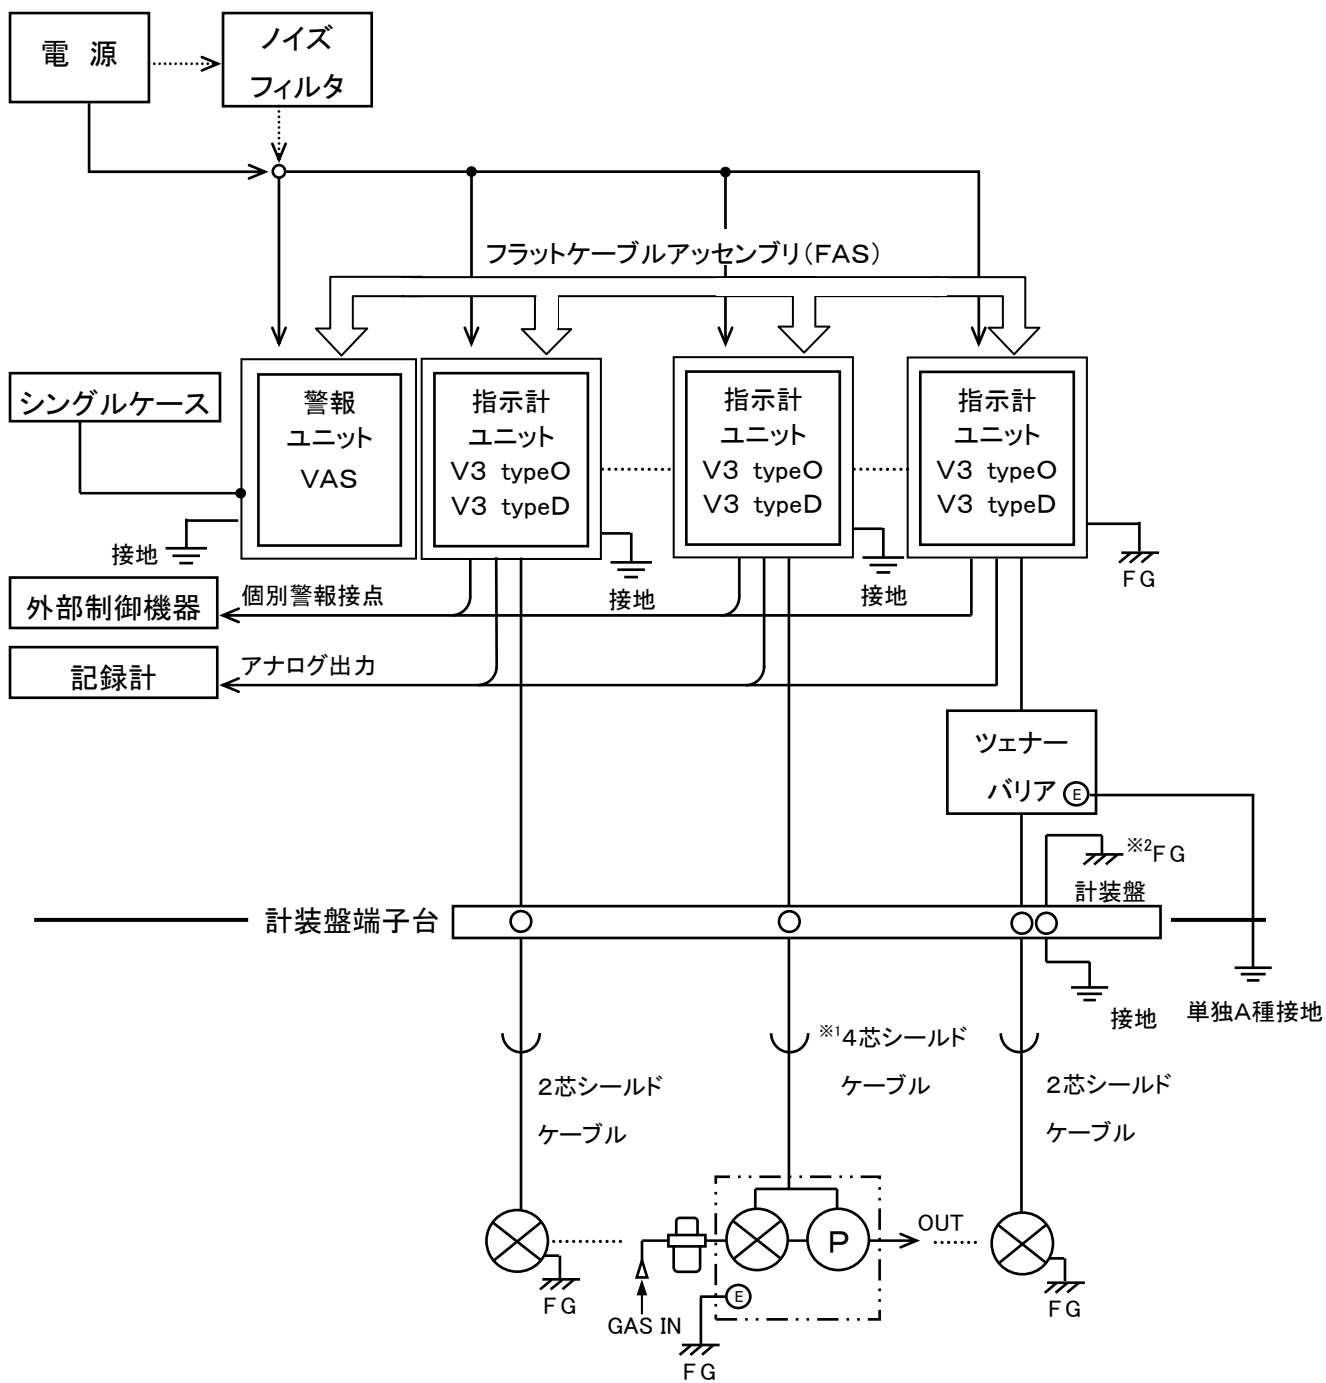 電 源
ノイズ
フィルタ
フラットケーブルアッセンブリ(FAS)
シングルケース
警報
ユニット
VAS
指示計
ユニット
V3 typeO
V3 typeD
指示計
ユニット
V3 typeO
V3 typeD
指示計
ユニット
V3 typeO
V3 typeD
接地
接地
接地
FG
外部制御機器
個別警報接点
記録計
アナログ出力
ツェナー
バリア E
※2FG
計装盤
計装盤端子台
接地
単独A種接地
2芯シールド
ケーブル
※14芯シールド
ケーブル
2芯シールド
ケーブル
P
OUT
FG
GAS IN
E
FG
FG